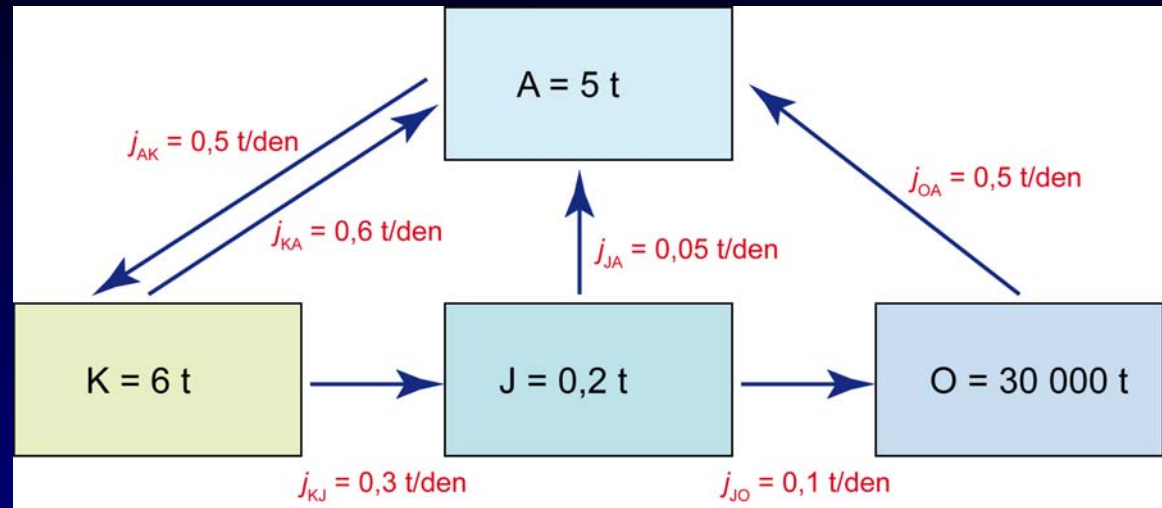 A = 5 t
j_AK = 0,5 t/den
j_OA = 0,5 t/den
j_KA = 0,6 t/den
j_JA = 0,05 t/den
K = 6 t
J = 0,2 t
O = 30 000 t
j_KJ = 0,3 t/den
j_JO = 0,1 t/den